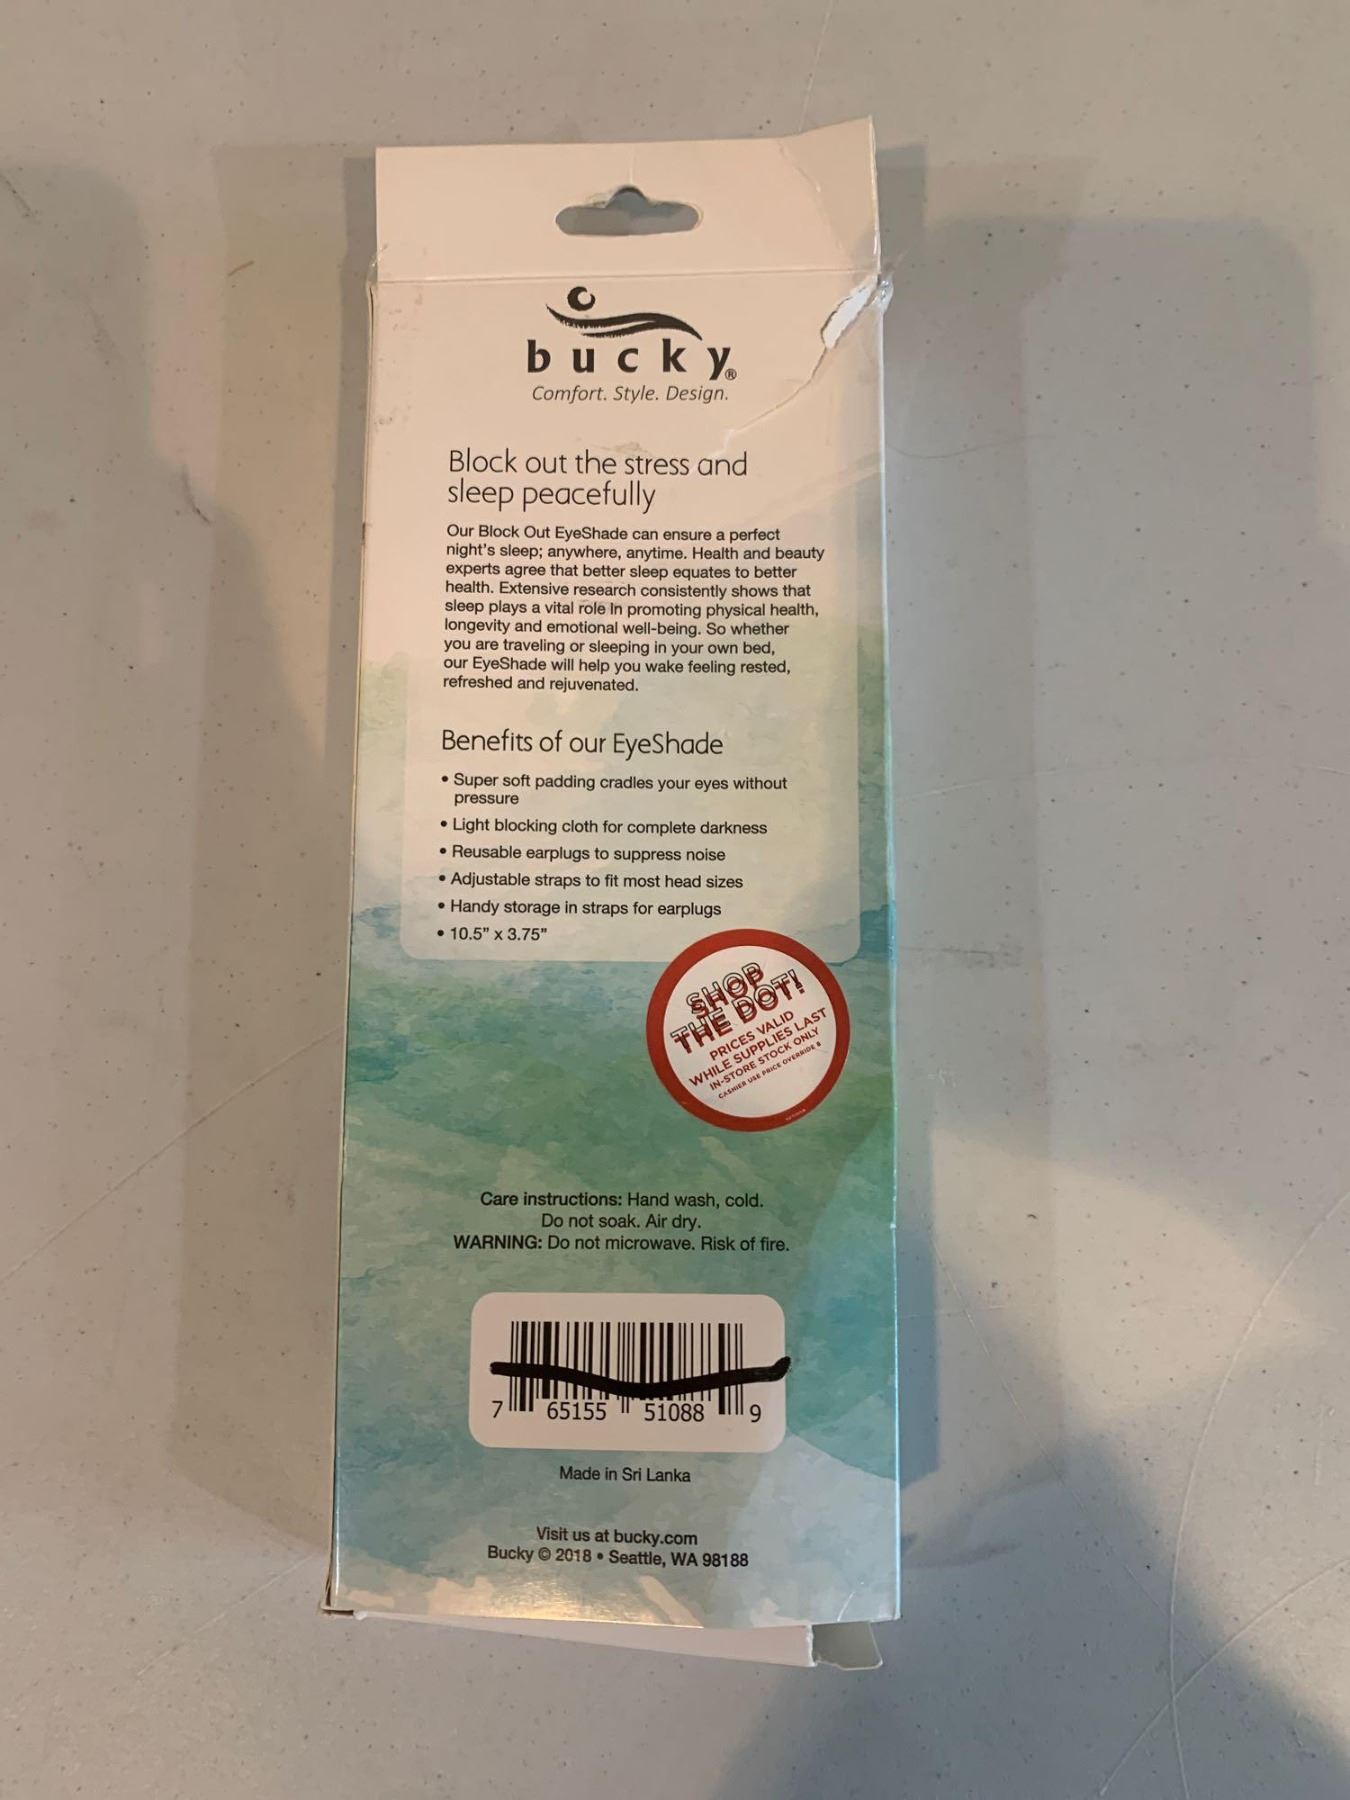 bucky®
Comfort. Style. Design.
Block out the stress and
sleep peacefully
Our Block Out EyeShade can ensure a perfect
night's sleep; anywhere, anytime. Health and beauty
experts agree that better sleep equates to better
health. Extensive research consistently shows that
sleep plays a vital role In promoting physical health,
longevity and emotional well-being. So whether
you are traveling or sleeping in your own bed,
our EyeShade will help you wake feeling rested,
refreshed and rejuvenated.
Benefits of our EyeShade
• Super soft padding cradles your eyes without
pressure
• Light blocking cloth for complete darkness
• Reusable earplugs to suppress noise
• Adjustable straps to fit most head sizes
• Handy storage in straps for earplugs
• 10.5" x 3.75"
SHOP
THE DOT!
PRICES VALID
WHILE SUPPLIES LAST
IN-STORE STOCK ONLY
CASHIER USE PRICE OVERRIDE 8
Care instructions: Hand wash, cold.
Do not soak. Air dry.
WARNING: Do not microwave. Risk of fire.
7 65155 51088 9
Made in Sri Lanka
Visit us at bucky.com
Bucky © 2018 • Seattle, WA 98188